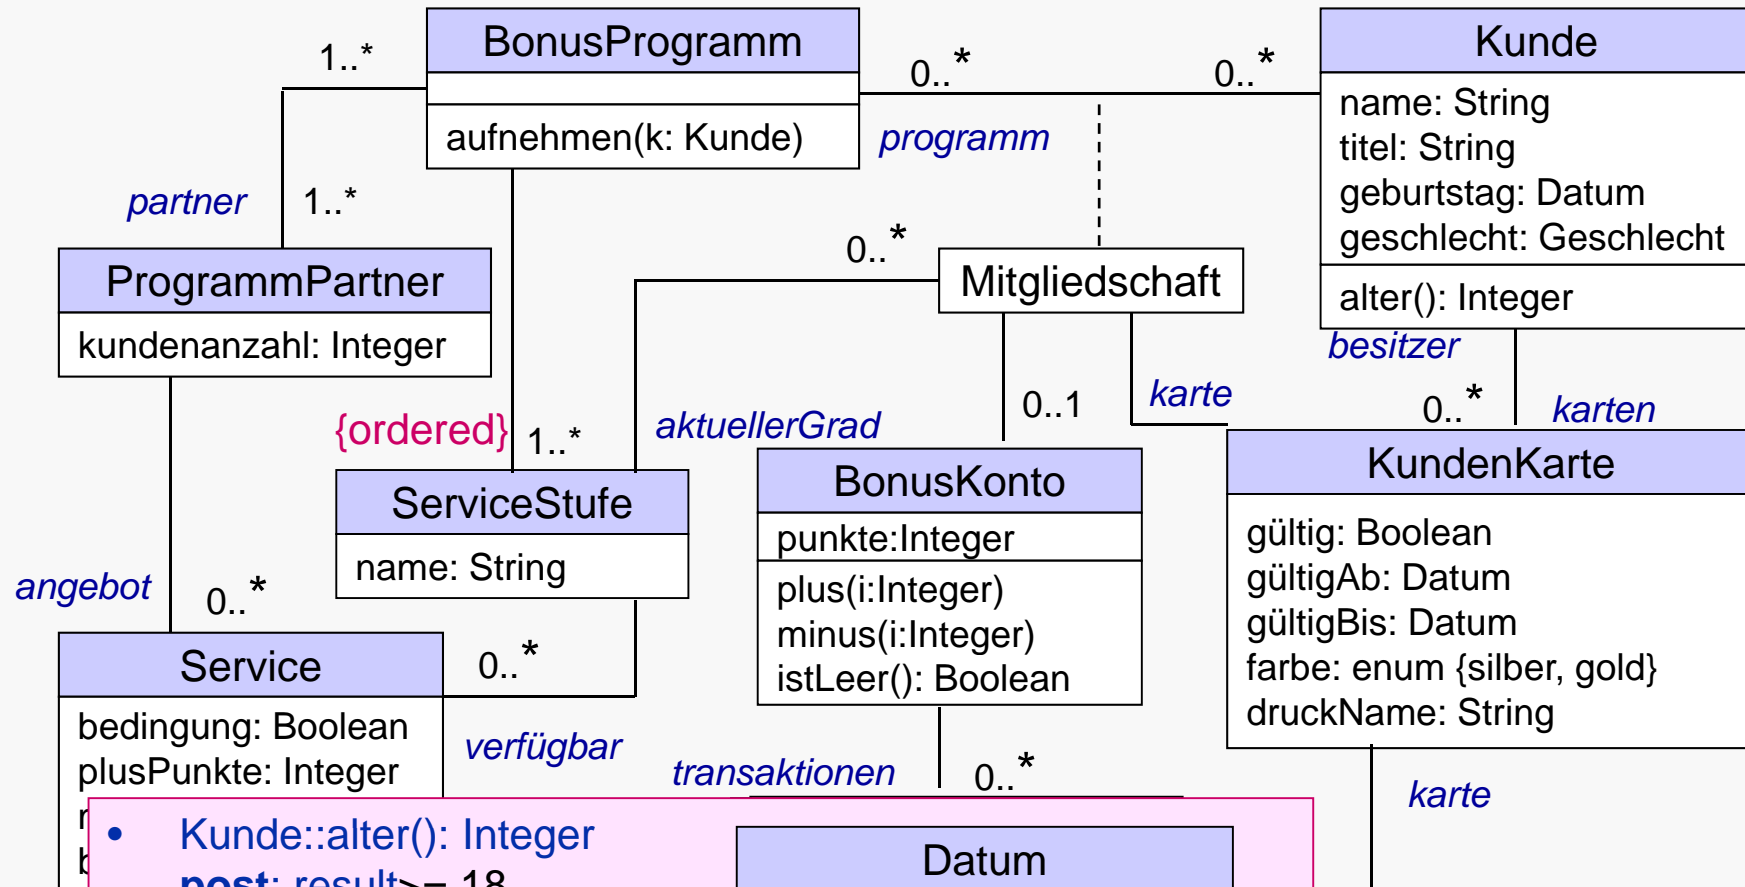 BonusProgramm
aufnehmen(k: Kunde)
1..*
0..*
0..*
programm
Kunde
name: String
titel: String
geburtstag: Datum
geschlecht: Geschlecht
alter(): Integer
partner
1..*
ProgrammPartner
kundenanzahl: Integer
0..*
Mitgliedschaft
besitzer
0..*
karten
karte
0..1
aktuellerGrad
{ordered}
1..*
ServiceStufe
name: String
BonusKonto
punkte:Integer
plus(i:Integer)
minus(i:Integer)
istLeer(): Boolean
KundenKarte
gültig: Boolean
gültigAb: Datum
gültigBis: Datum
farbe: enum {silber, gold}
druckName: String
angebot
0..*
Service
bedingung: Boolean
plusPunkte: Integer
0..*
verfügbar
transaktionen
0..*
karte
• Kunde::alter(): Integer
post: result>= 18
Datum